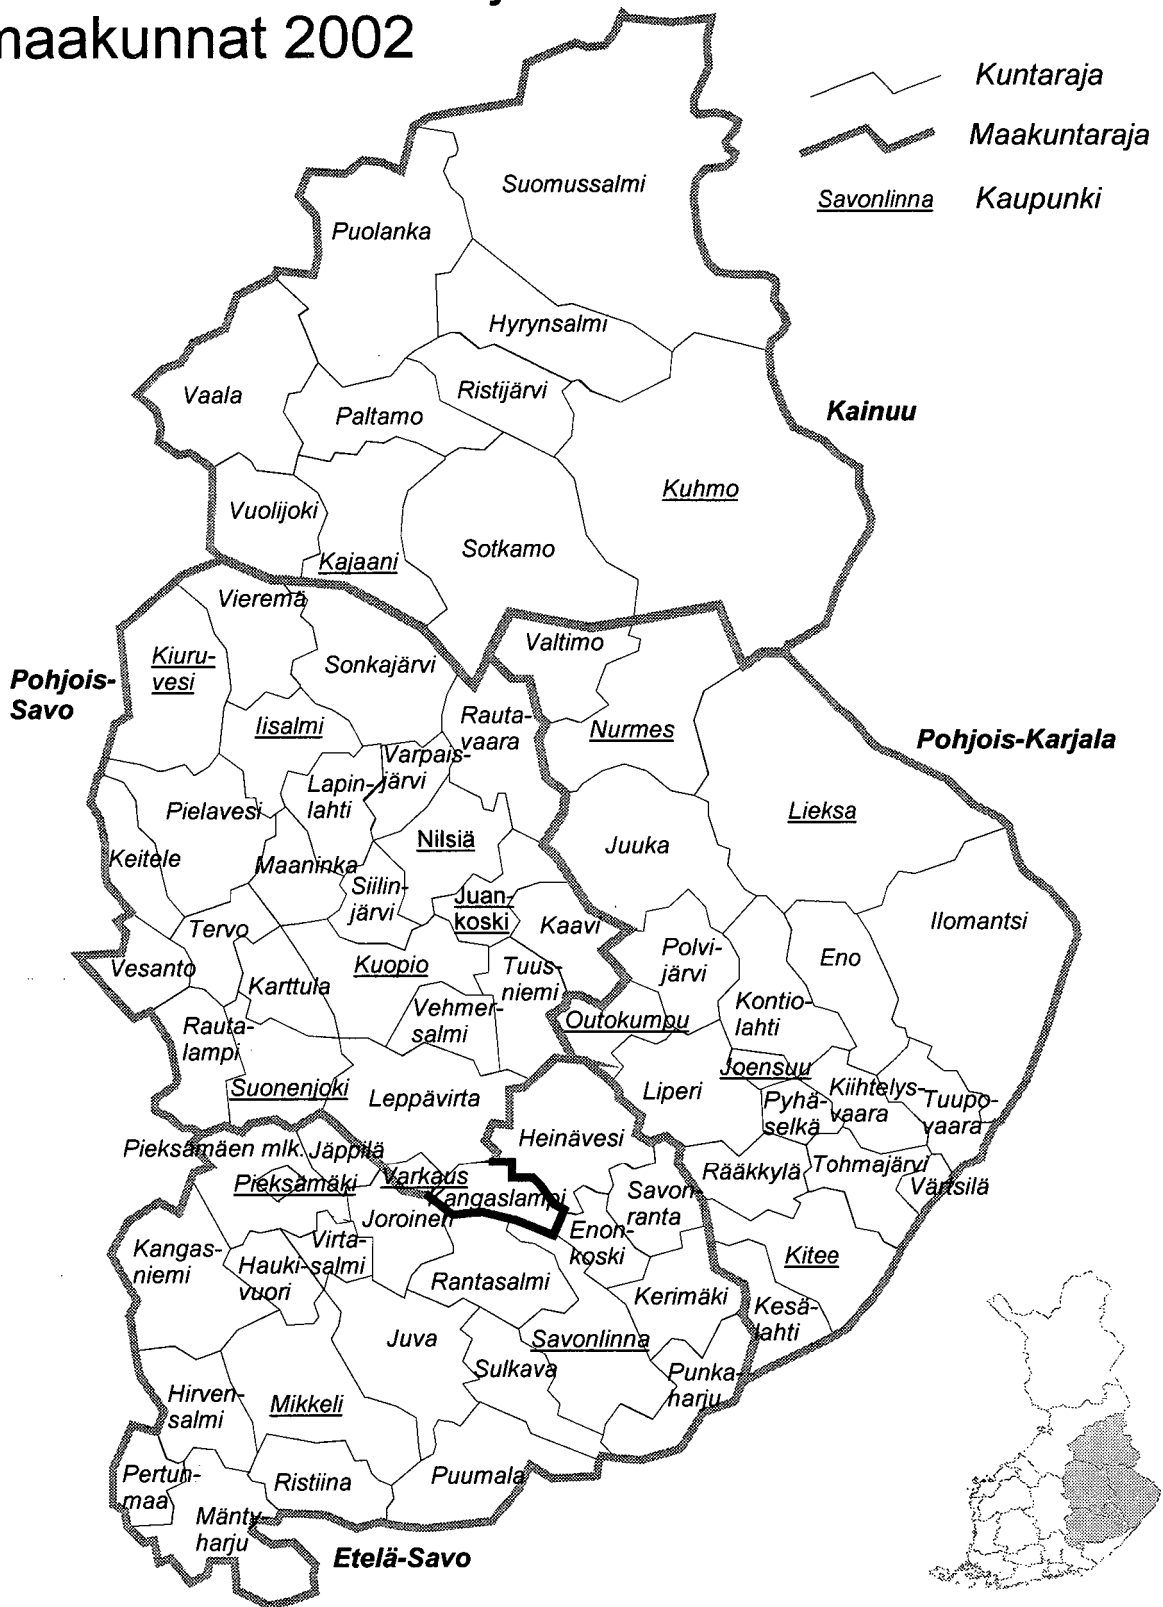 maakunnat 2002
Kuntaraja
Maakuntaraja
Savonlinna Kaupunki
Suomussalmi
Puolanka
Hyrynsalmi
Vaala
Ristijärvi
Paltamo
Kainuu
Kuhmo
Vuolijoki
Sotkamo
Kajaani
Vieremä
Valtimo
Kiuru-
vesi
Sonkajärvi
Pohjois-
Savo
Iisalmi
Rauta-
vaara
Nurmes
Pohjois-Karjala
Varpais-
järvi
Lapin-
lahti
Pielavesi
Lieksa
Nilsiä
Juuka
Keitele
Maaninka
Siilin-
järvi
Juan-
koski
Kaavi
Ilomantsi
Tervo
Polvi-
järvi
Eno
Vesanto
Kuopio
Tuus-
niemi
Karttula
Kontio-
lahti
Vehmer-
salmi
Outokumpu
Rauta-
lampi
Joensuu
Suonenjoki
Leppävirta
Liperi
Pyhä-
selkä
Kiihtelys-
vaara
Tuupo-
vaara
Heinävesi
Pieksämäen mlk.
Jäppilä
Rääkkylä
Tohmajärvi
Värtsilä
Pieksämäki
Varkaus
Kangaslampi
Savon-
ranta
Joroinen
Enon-
koski
Kangas-
niemi
Virta-
salmi
Hauki-
vuori
Rantasalmi
Kitee
Kerimäki
Kesä-
lahti
Juva
Savonlinna
Sulkava
Punka-
harju
Hirven-
salmi
Mikkeli
Pertun-
maa
Ristiina
Puumala
Mänty-
harju
Etelä-Savo